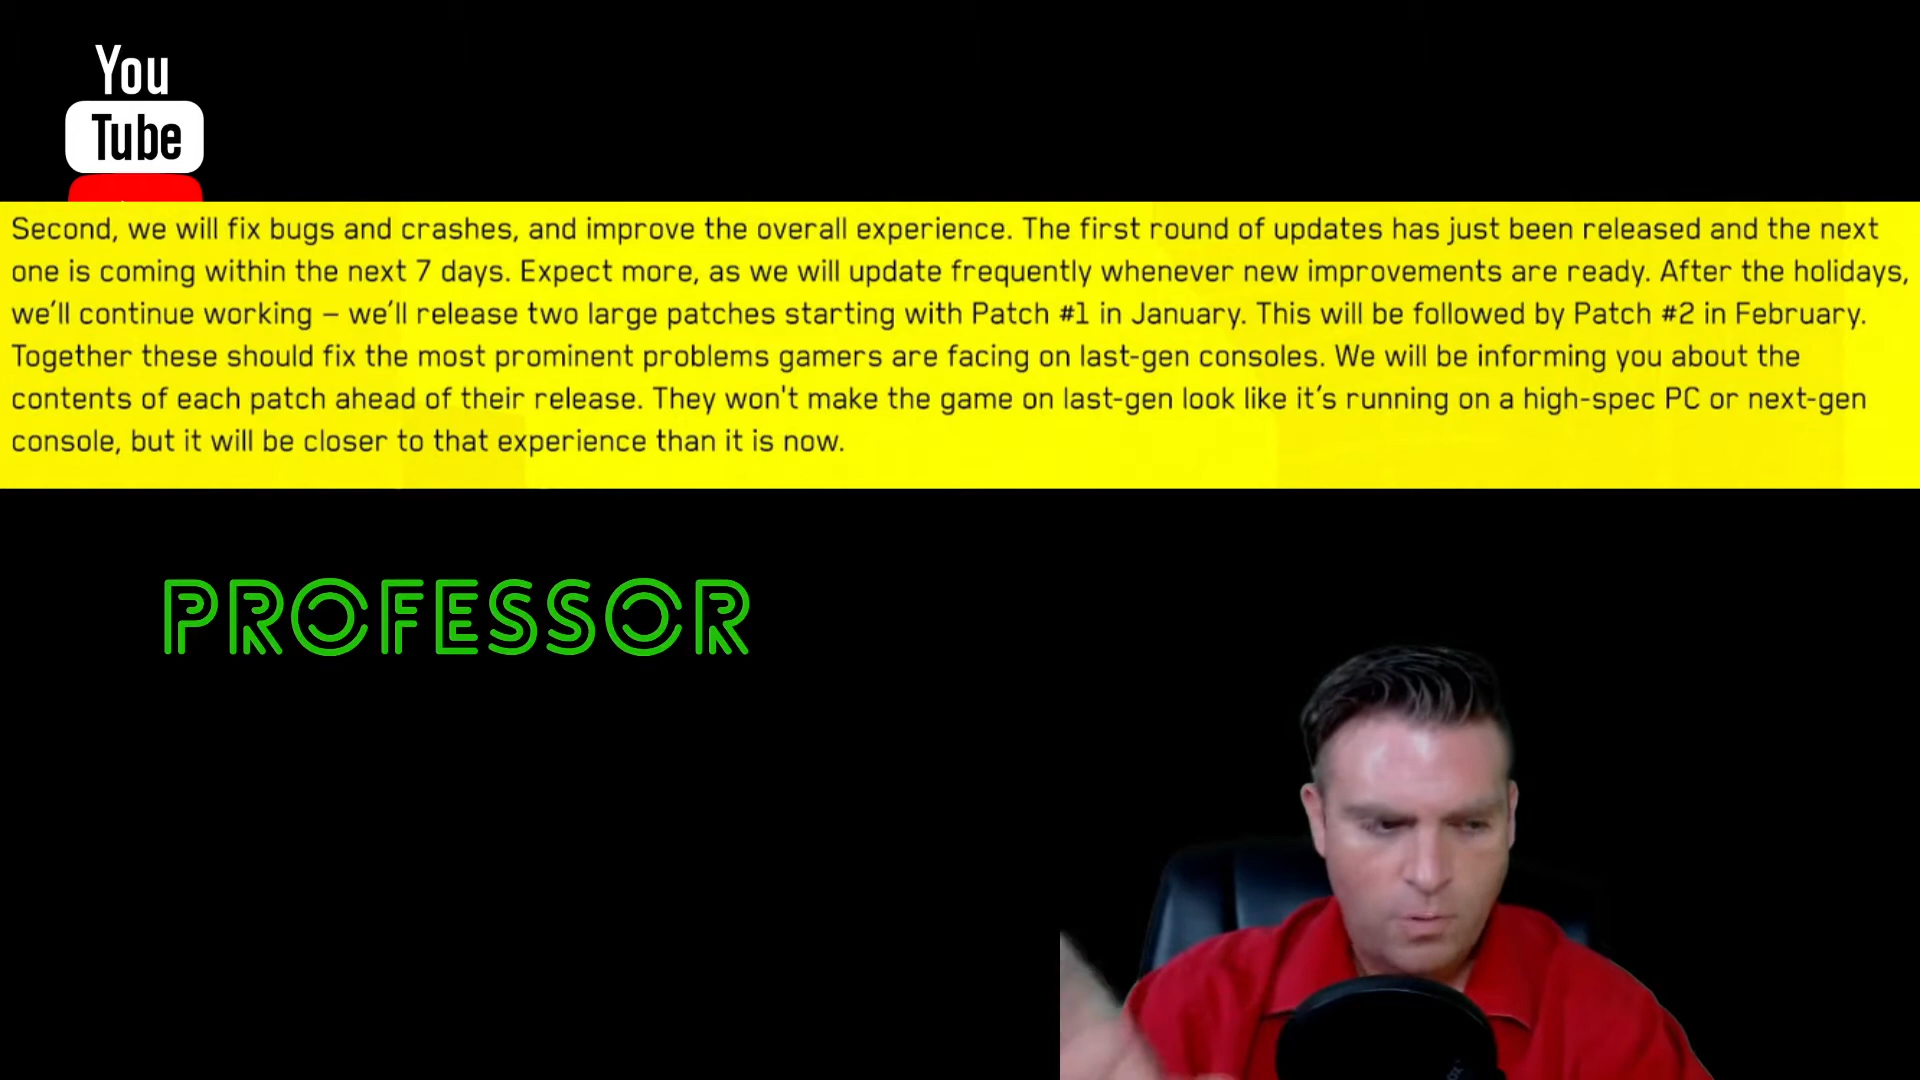 You
Tube
Second, we will fix bugs and crashes, and improve the overall experience. The first round of updates has just been released and the next
one is coming within the next 7 days. Expect more, as we will update frequently whenever new improvements are ready. After the holidays,
we’ll continue working – we’ll release two large patches starting with Patch #1 in January. This will be followed by Patch #2 in February.
Together these should fix the most prominent problems gamers are facing on last-gen consoles. We will be informing you about the
contents of each patch ahead of their release. They won't make the game on last-gen look like it’s running on a high-spec PC or next-gen
console, but it will be closer to that experience than it is now.
PROFESSOR